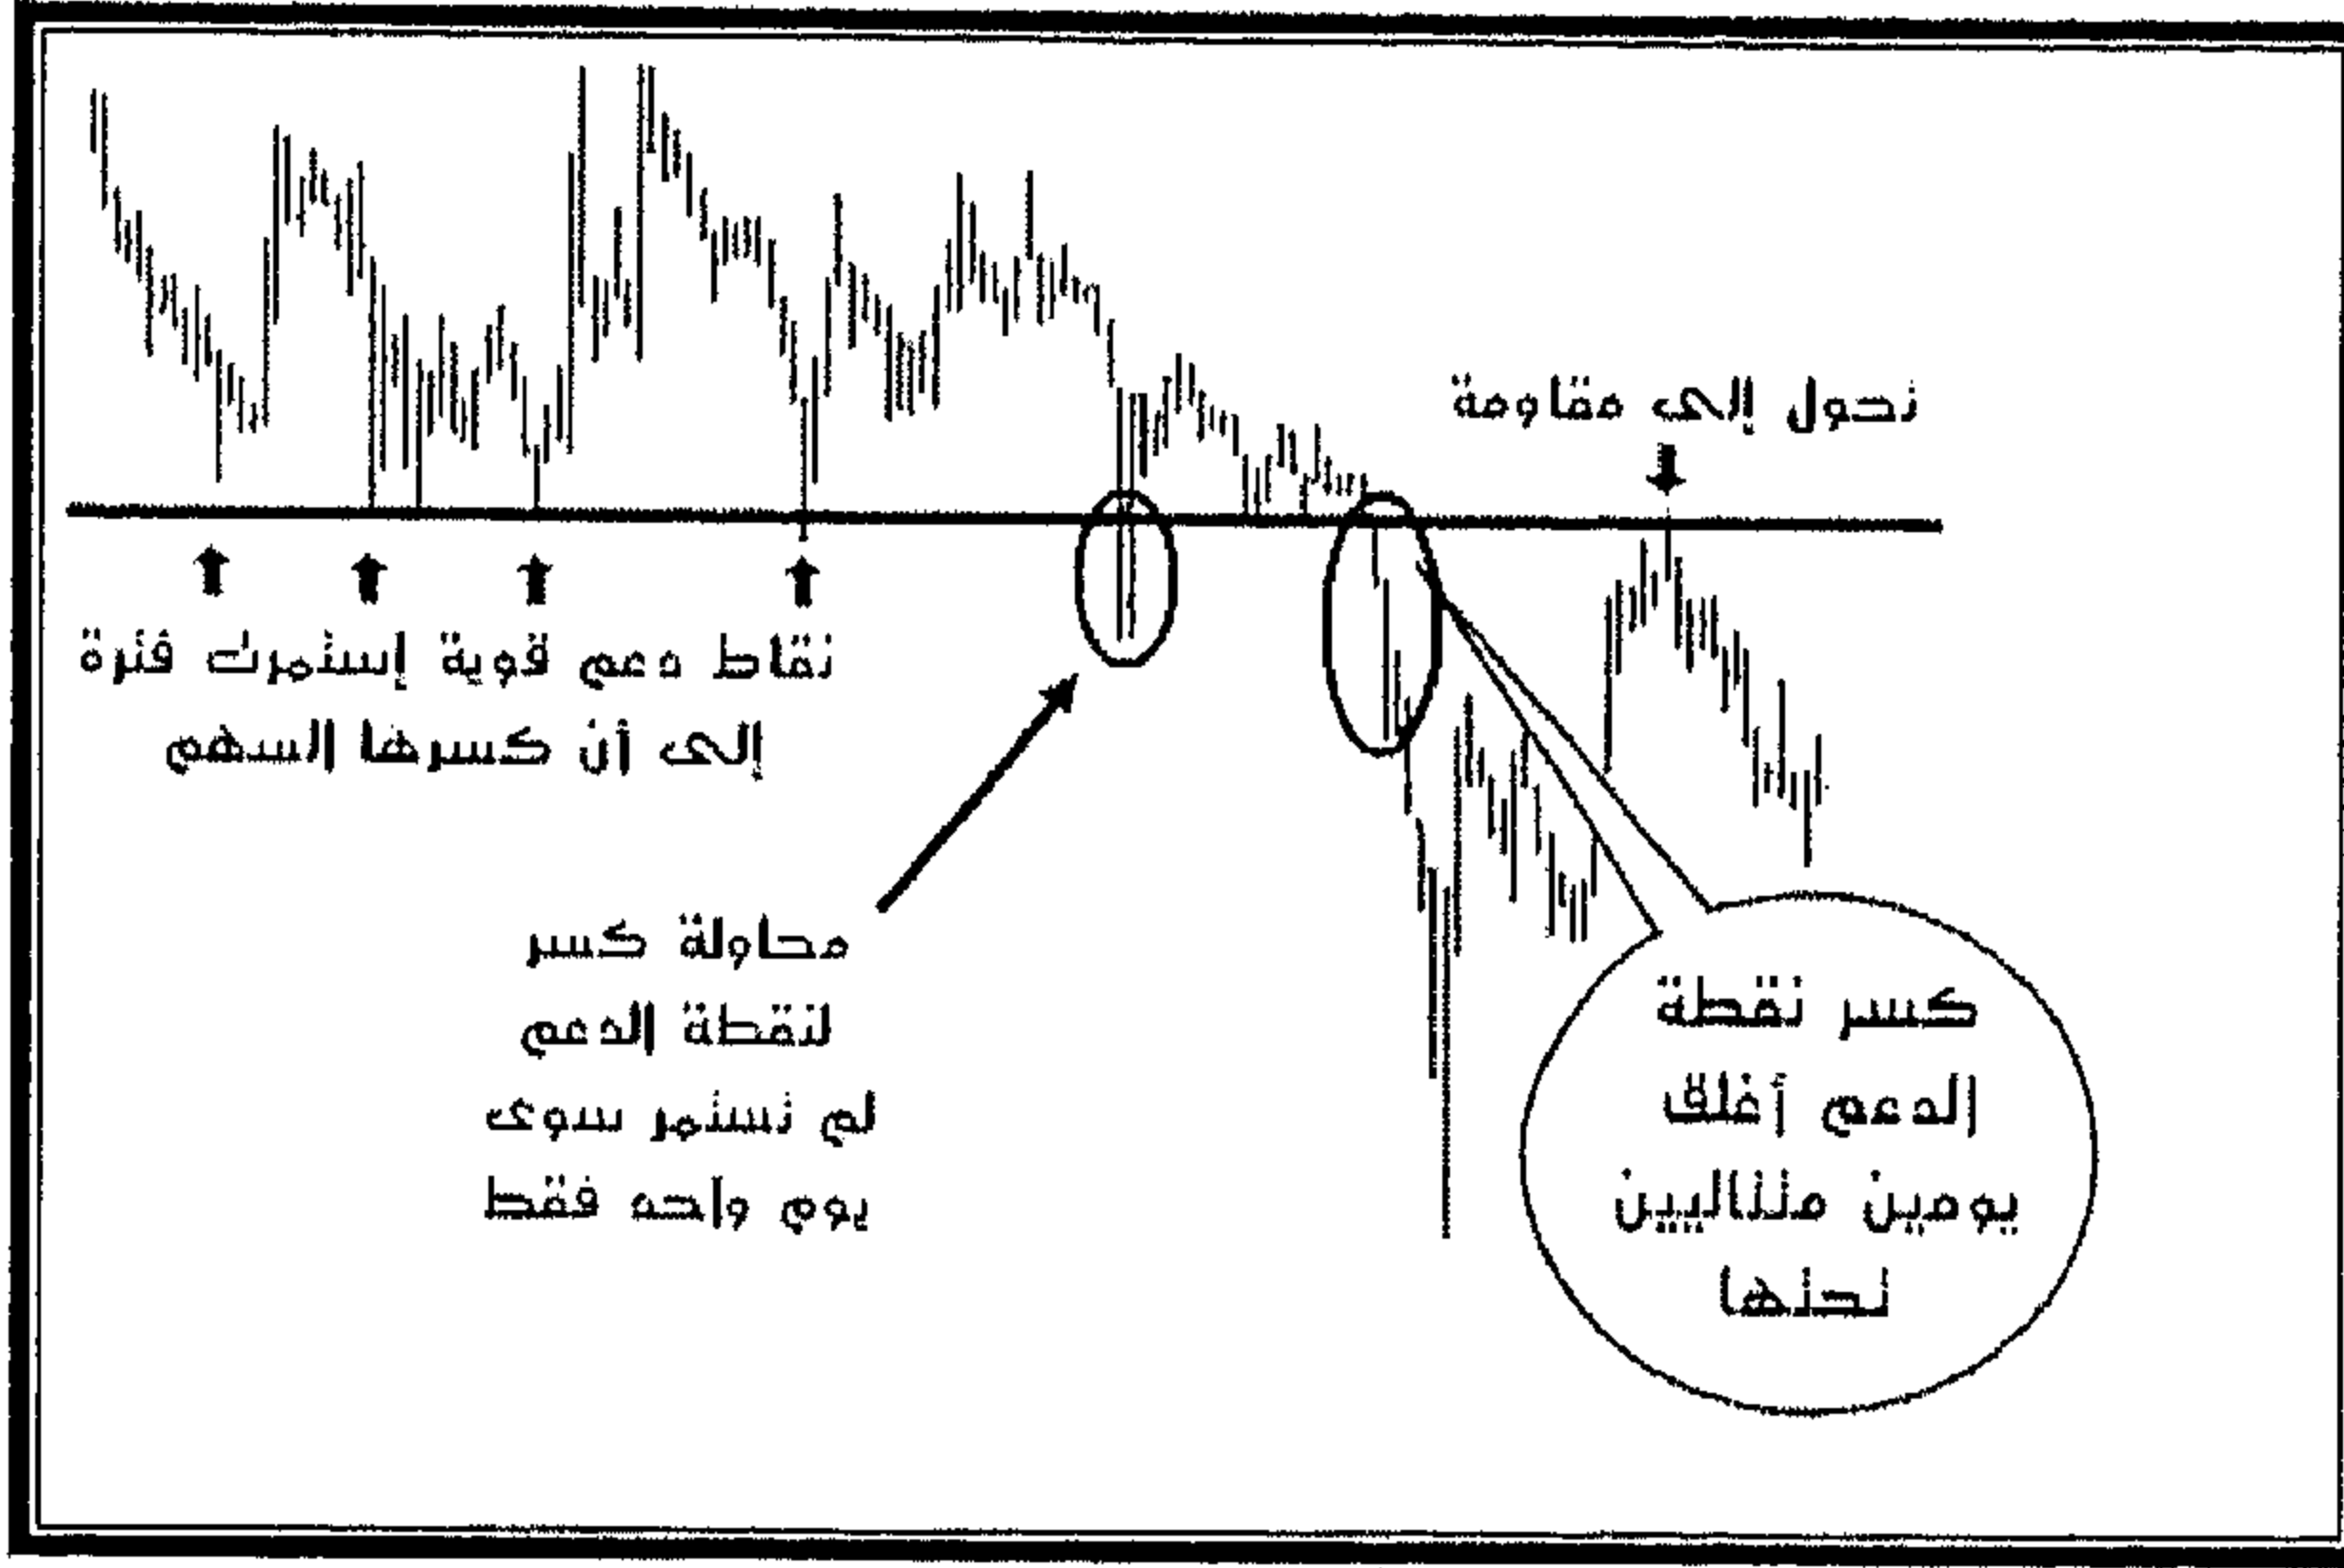 تحول إلى مقاومة
نقاط دعم قوية إستمرت فترة
إلى أن كسرها السهم
محاولة كسر
لنقطة الدعم
لم تستمر سوى
يوم واحد فقط
كسر نقطة
الدعم أغلق
يومين متتاليين
تحتها